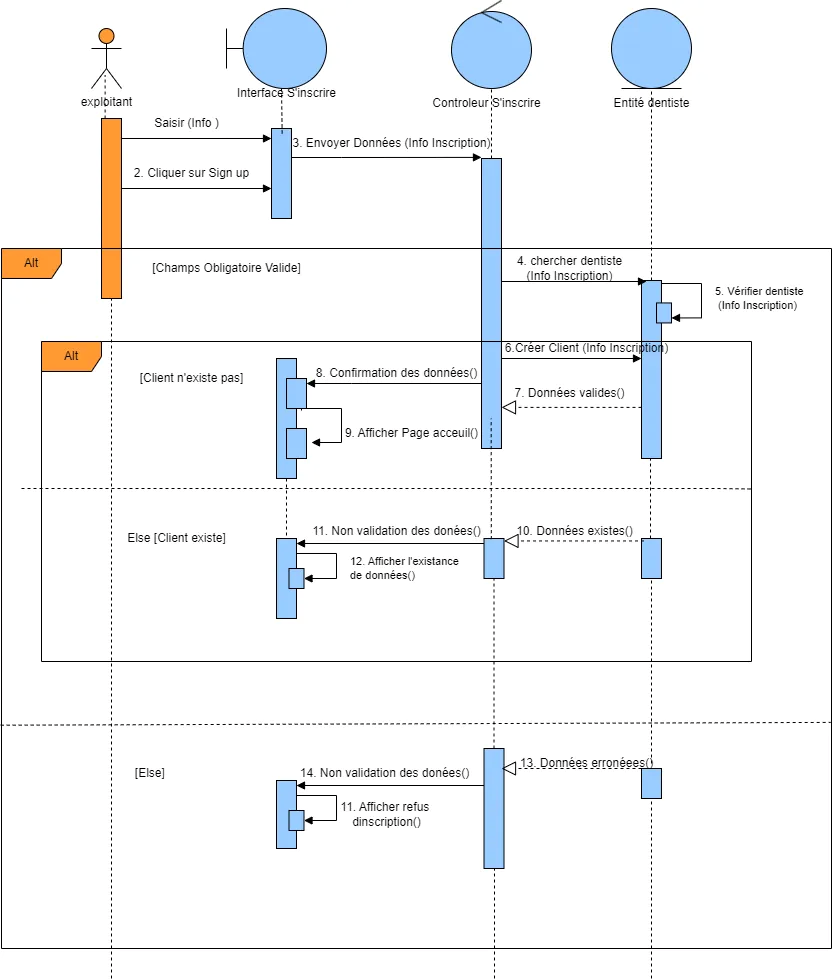 exploitant
Interface S'inscrire
Controleur S'inscrire
Entité dentiste
Saisir (Info )
3. Envoyer Données (Info Inscription)
2. Cliquer sur Sign up
Alt
[Champs Obligatoire Valide]
4. chercher dentiste
(Info Inscription)
5. Vérifier dentiste
(Info Inscription)
Alt
6.Créer Client (Info Inscription)
[Client n'existe pas]
8. Confirmation des données()
7. Données valides()
9. Afficher Page acceuil()
Else [Client existe]
11. Non validation des donées()
10. Données existes()
12. Afficher l'existance
de données()
[Else]
14. Non validation des donées()
13. Données erronéees()
11. Afficher refus
dinscription()